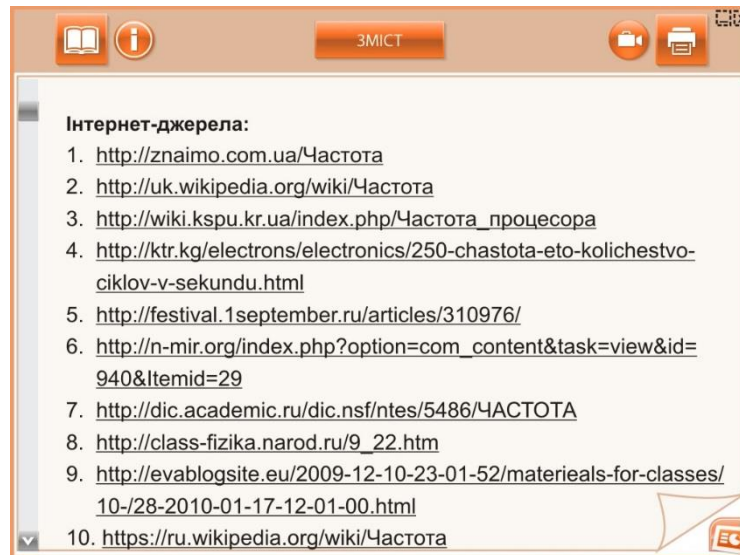 ЗМІСТ
Інтернет-джерела:
1. http://znaimo.com.ua/Частота
2. http://uk.wikipedia.org/wiki/Частота
3. http://wiki.kspu.kr.ua/index.php/Частота_процесора
4. http://ktr.kg/electrons/electronics/250-chastota-eto-kolichestvo-
ciklov-v-sekundu.html
5. http://festival.1september.ru/articles/310976/
6. http://n-mir.org/index.php?option=com_content&task=view&id=
940&Itemid=29
7. http://dic.academic.ru/dic.nsf/ntes/5486/ЧАСТОТА
8. http://class-fizika.narod.ru/9_22.htm
9. http://evablogsite.eu/2009-12-10-23-01-52/materieals-for-classes/
10-/28-2010-01-17-12-01-00.html
10. https://ru.wikipedia.org/wiki/Частота